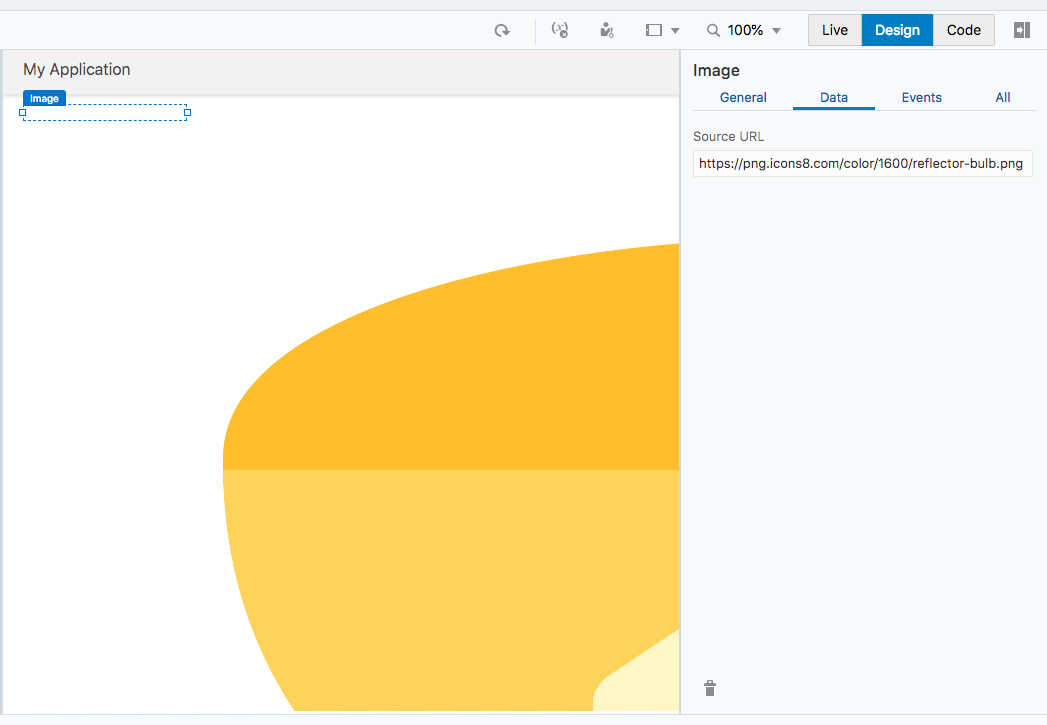 100%
Live
Design
Code
My Application
Image
Image
General
Data
Events
All
Source URL
https://png.icons8.com/color/1600/reflector-bulb.png